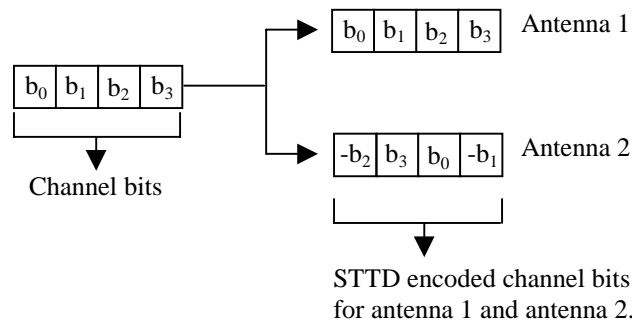 b₀ b₁ b₂ b₃ Antenna 1
b₀ b₁ b₂ b₃
-b₂ b₃ b₀ -b₁ Antenna 2
Channel bits
STTD encoded channel bits
for antenna 1 and antenna 2.